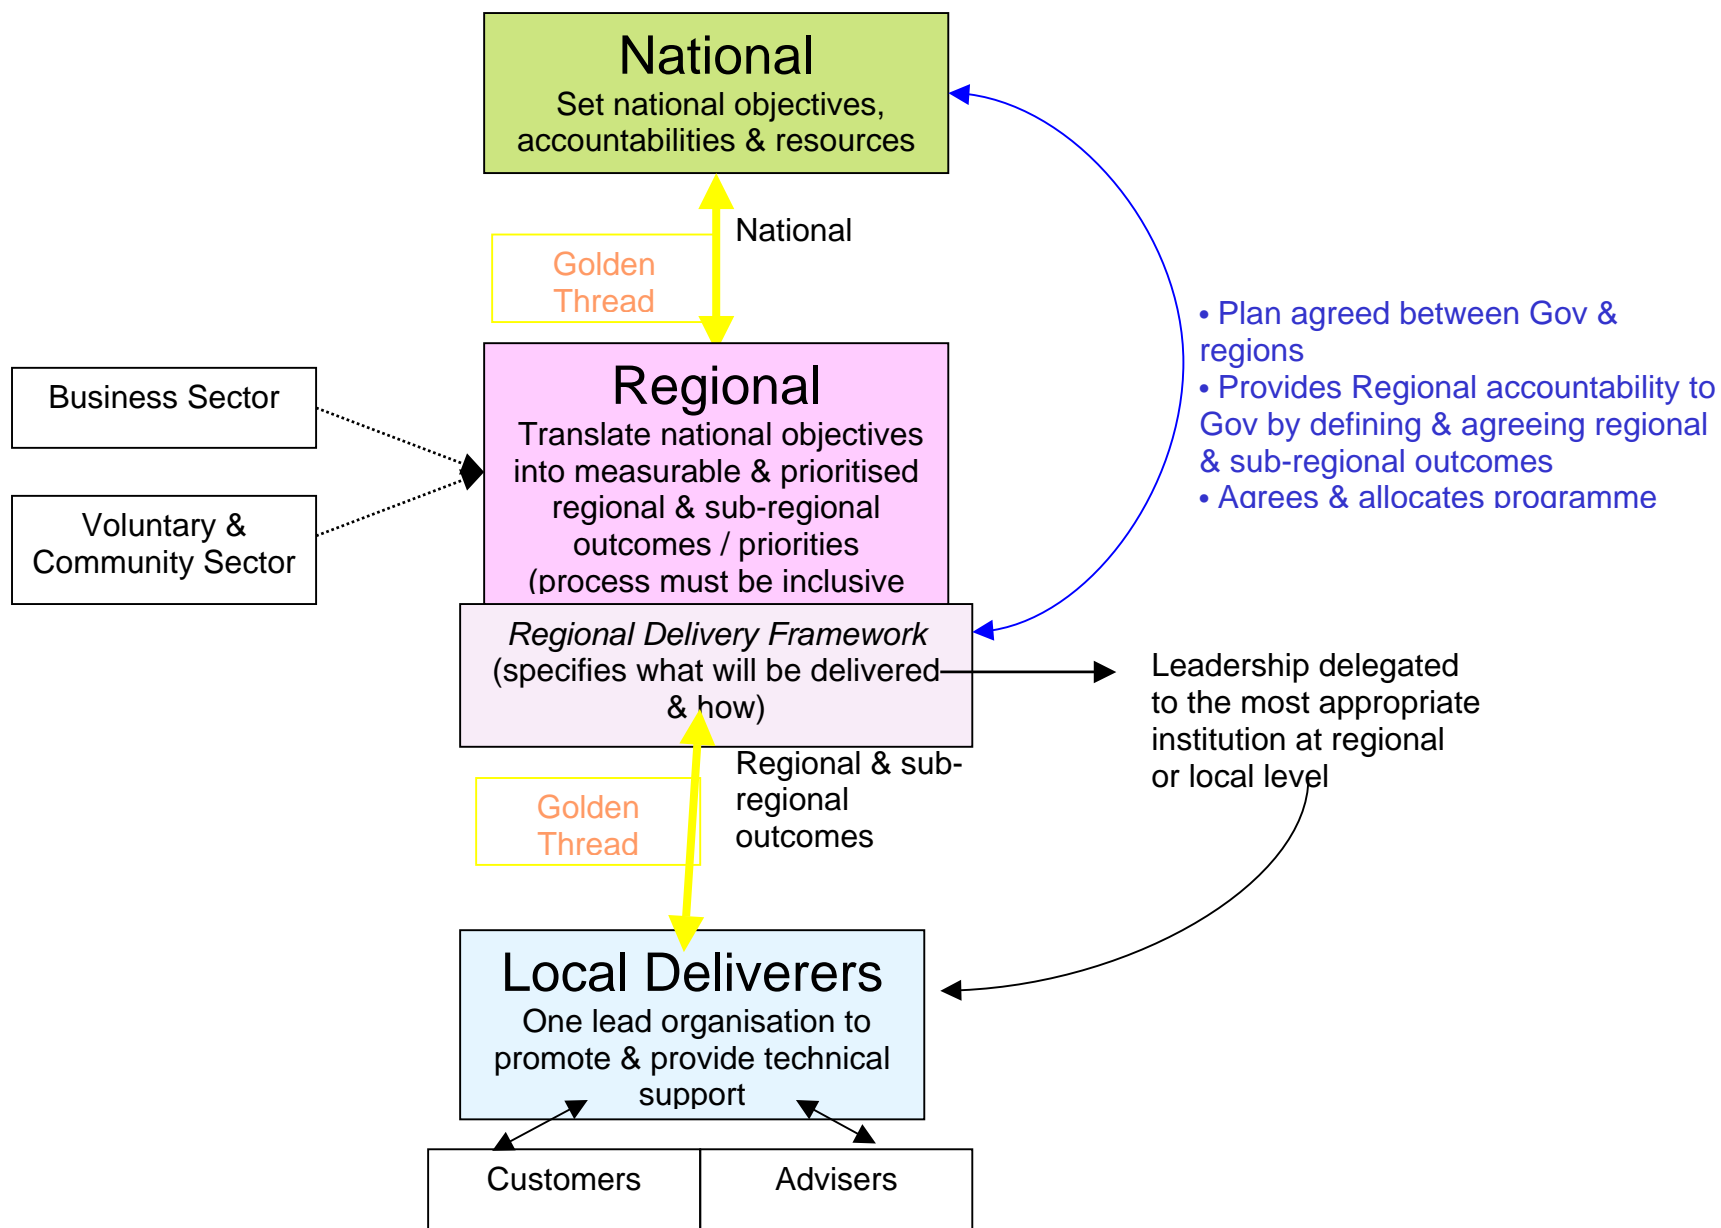 National
Set national objectives,
accountabilities & resources
National
Golden
Thread
• Plan agreed between Gov &
regions
• Provides Regional accountability to
Gov by defining & agreeing regional
& sub-regional outcomes
• Agrees & allocates programme
Business Sector
Voluntary &
Community Sector
Regional
Translate national objectives
into measurable & prioritised
regional & sub-regional
outcomes / priorities
(process must be inclusive
Regional Delivery Framework
(specifies what will be delivered
& how)
Leadership delegated
to the most appropriate
institution at regional
or local level
Regional & sub-
regional
outcomes
Golden
Thread
Local Deliverers
One lead organisation to
promote & provide technical
support
Customers
Advisers